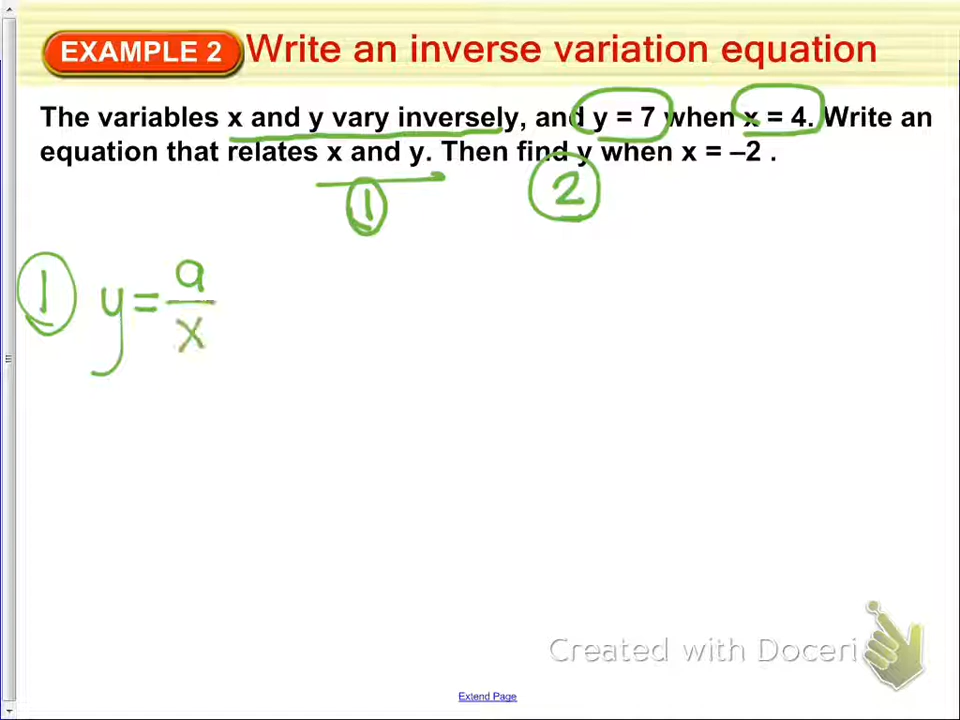 EXAMPLE 2 Write an inverse variation equation
The variables x and y vary inversely, and y = 7 when x = 4. Write an
equation that relates x and y. Then find y when x = –2 .
1 2
1 y = a/x
Created with Doceri
Extend Page